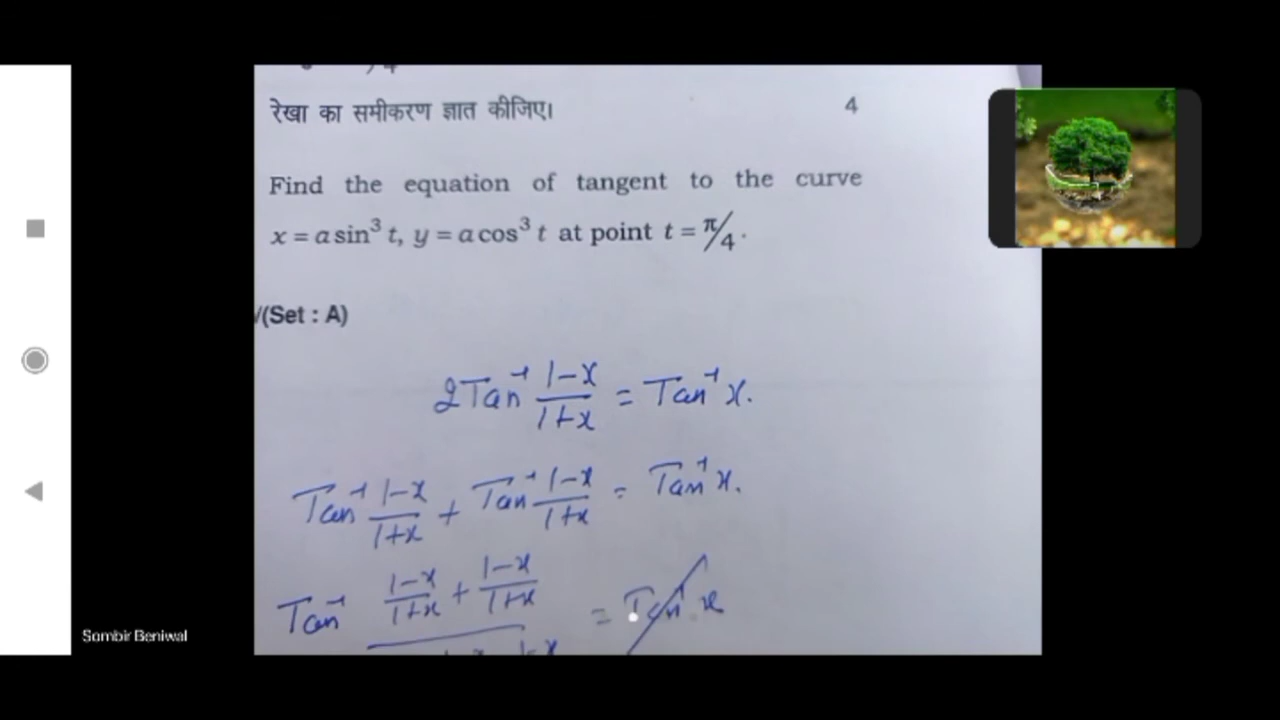 रेखा का समीकरण ज्ञात कीजिए। 4
Find the equation of tangent to the curve
x = a sin³ t, y = a cos³ t at point t = π/4.
/(Set : A)
2Tan⁻¹ (1-x)/(1+x) = Tan⁻¹ x.
Tan⁻¹ (1-x)/(1+x) + Tan⁻¹ (1-x)/(1+x) = Tan⁻¹ x.
Tan⁻¹ (1-x)/(1+x) + (1-x)/(1+x) = Tan⁻¹ x
Sombir Beniwal